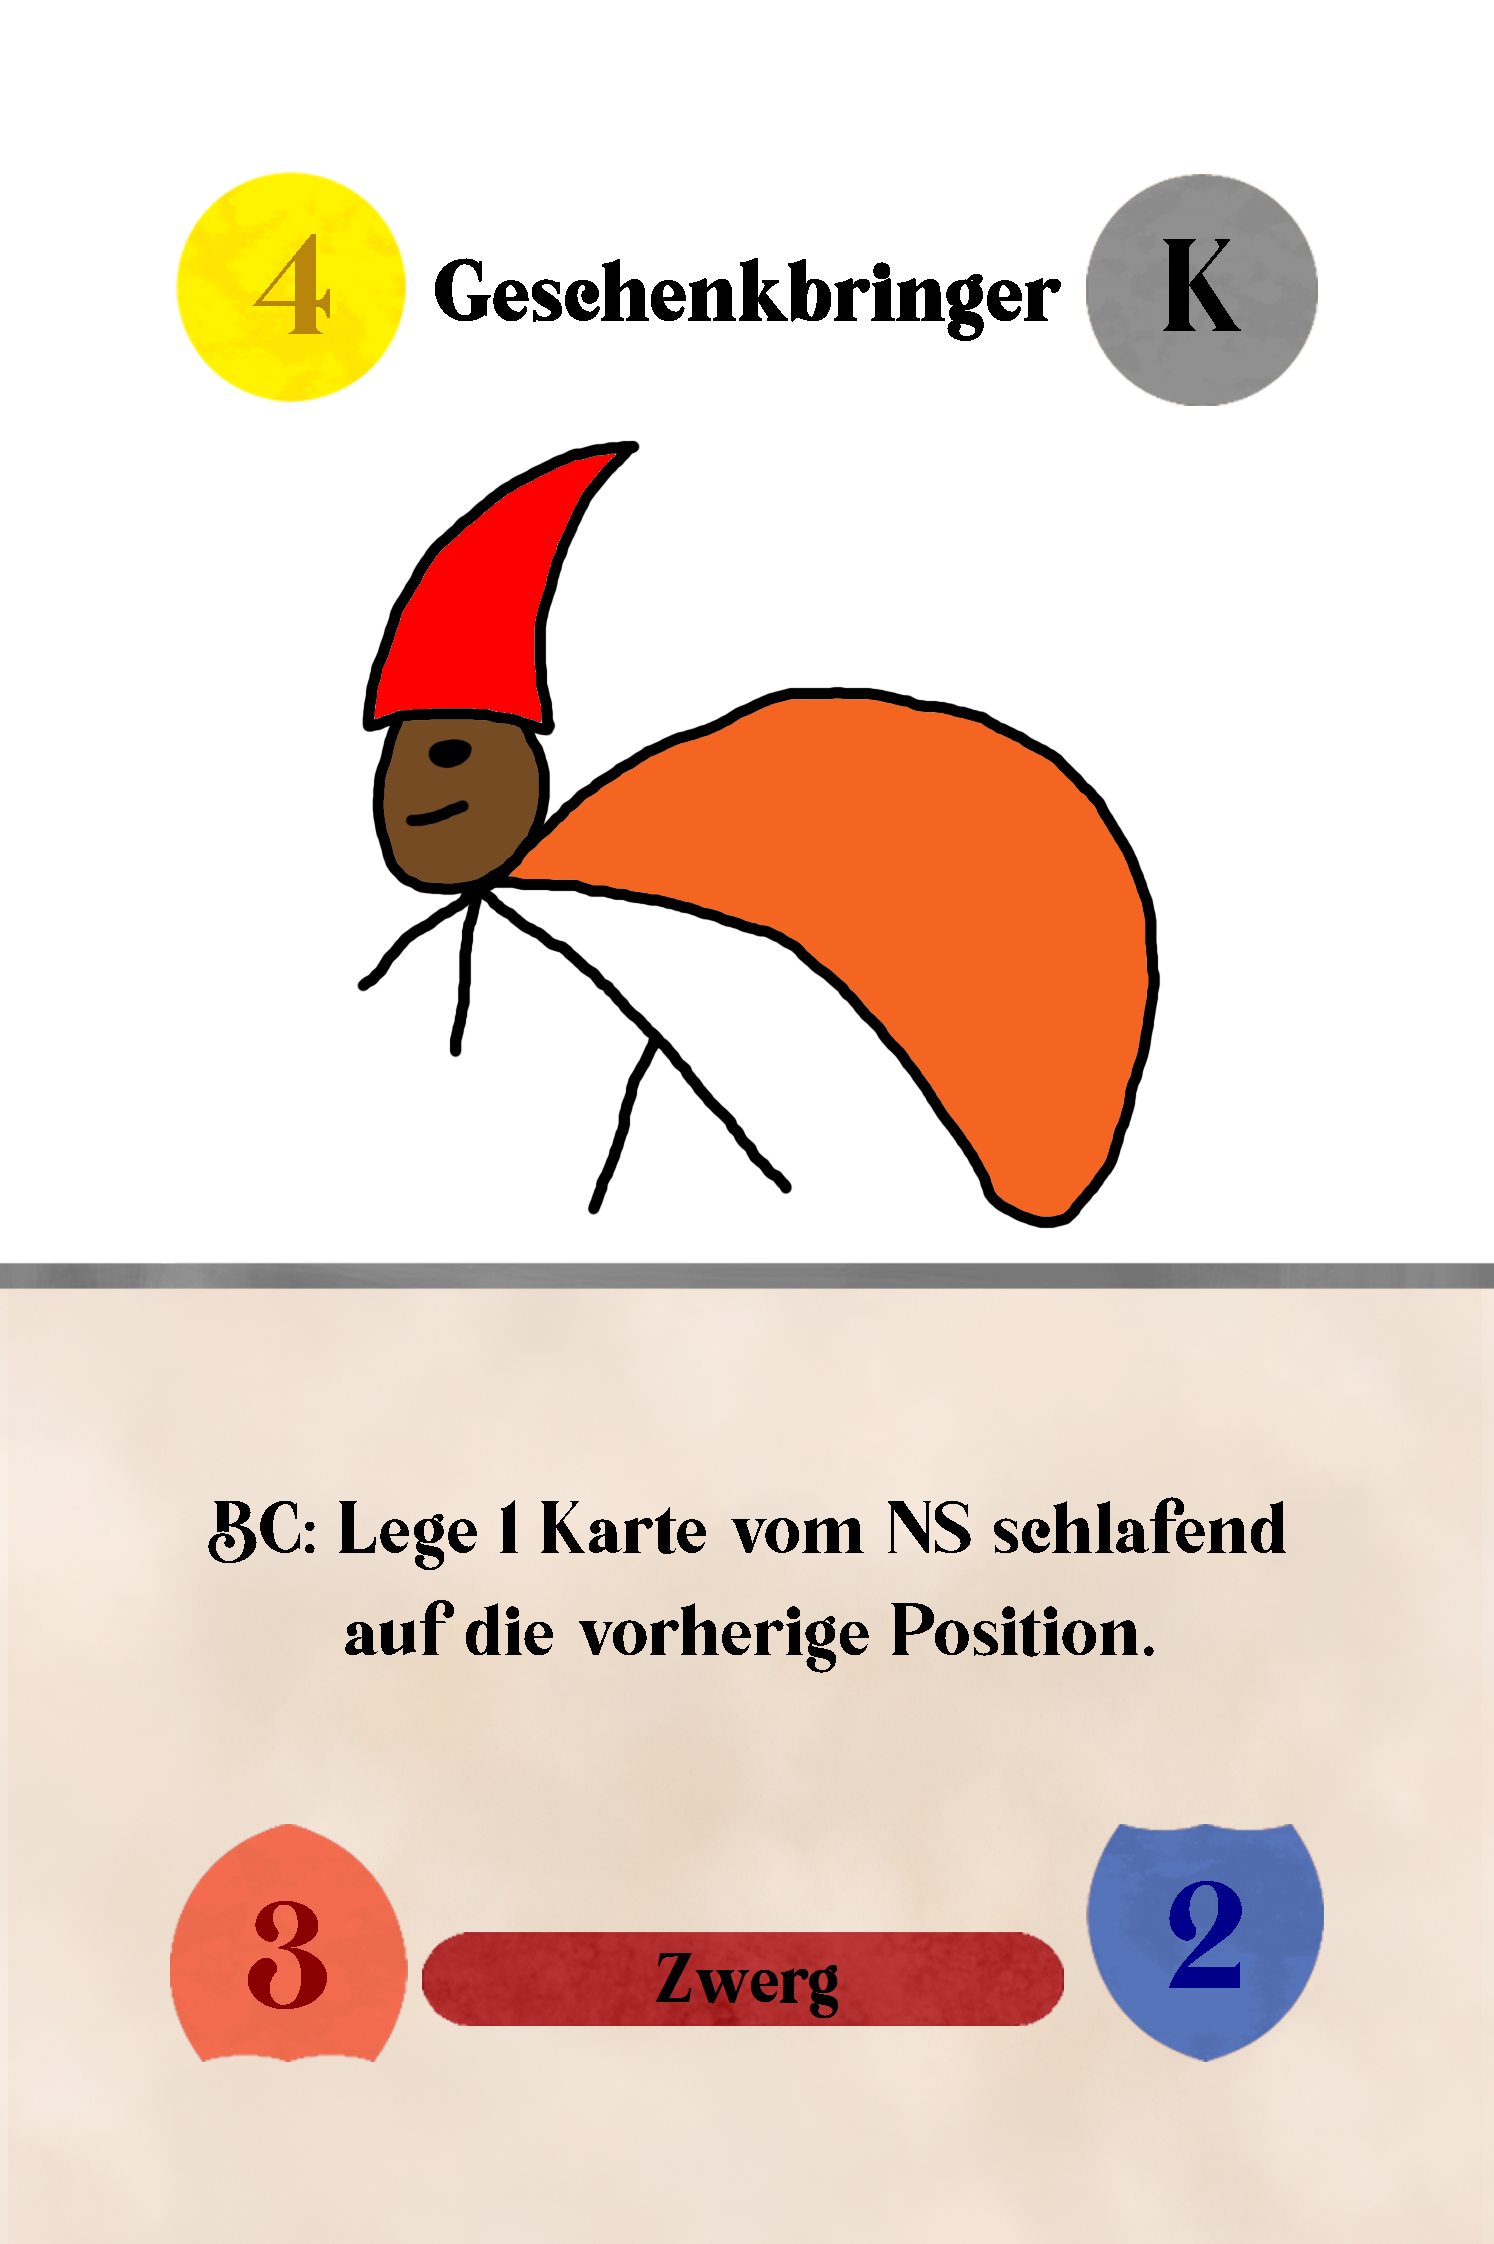 4 Geschenkbringer K
BC: Lege 1 Karte vom NS schlafend
auf die vorherige Position.
3 Zwerg 2